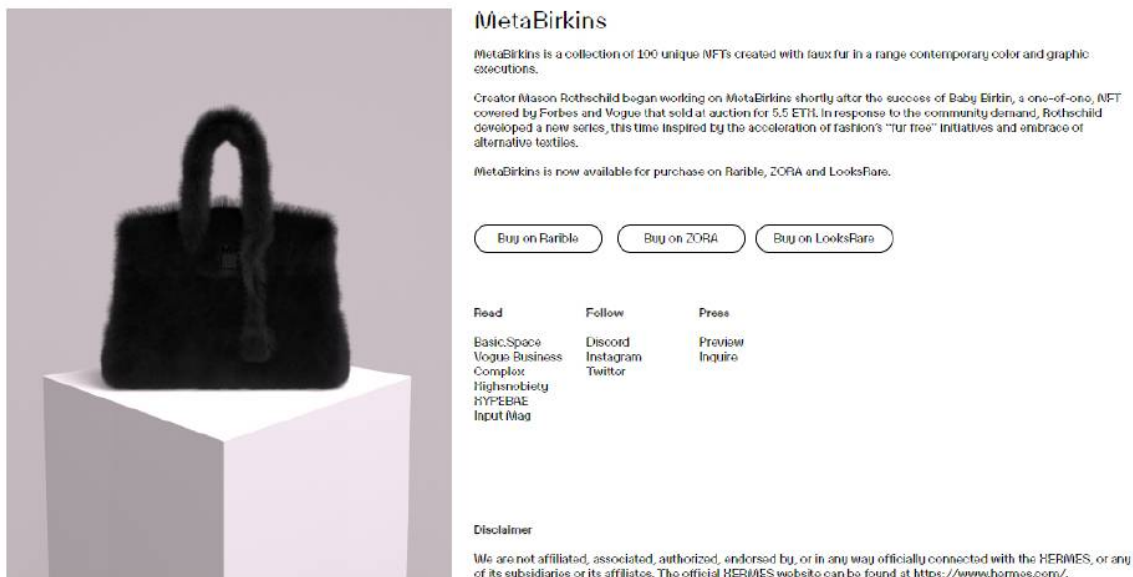 MetaBirkins
MetaBirkins is a collection of 100 unique NFTs created with faux fur in a range contemporary color and graphic
executions.
Creator Mason Rothschild began working on MetaBirkins shortly after the success of Baby Birkin, a one-of-one, NFT
covered by Forbes and Vogue that sold at auction for 5.5 ETH. In response to the community demand, Rothschild
developed a new series, this time inspired by the acceleration of fashion's "fur free" initiatives and embrace of
alternative textiles.
MetaBirkins is now available for purchase on Rarible, ZORA and LooksRare.
Buy on Rarible
Buy on ZORA
Buy on LooksRare
Read
Basic.Space
Vogue Business
Complex
Highsnobiety
HYPEBAE
Input Mag
Follow
Discord
Instagram
Twitter
Press
Preview
Inquire
Disclaimer
We are not affiliated, associated, authorized, endorsed by, or in any way officially connected with the HERMES, or any
of its subsidiaries or its affiliates. The official HERMES website can be found at https://www.hermes.com/.